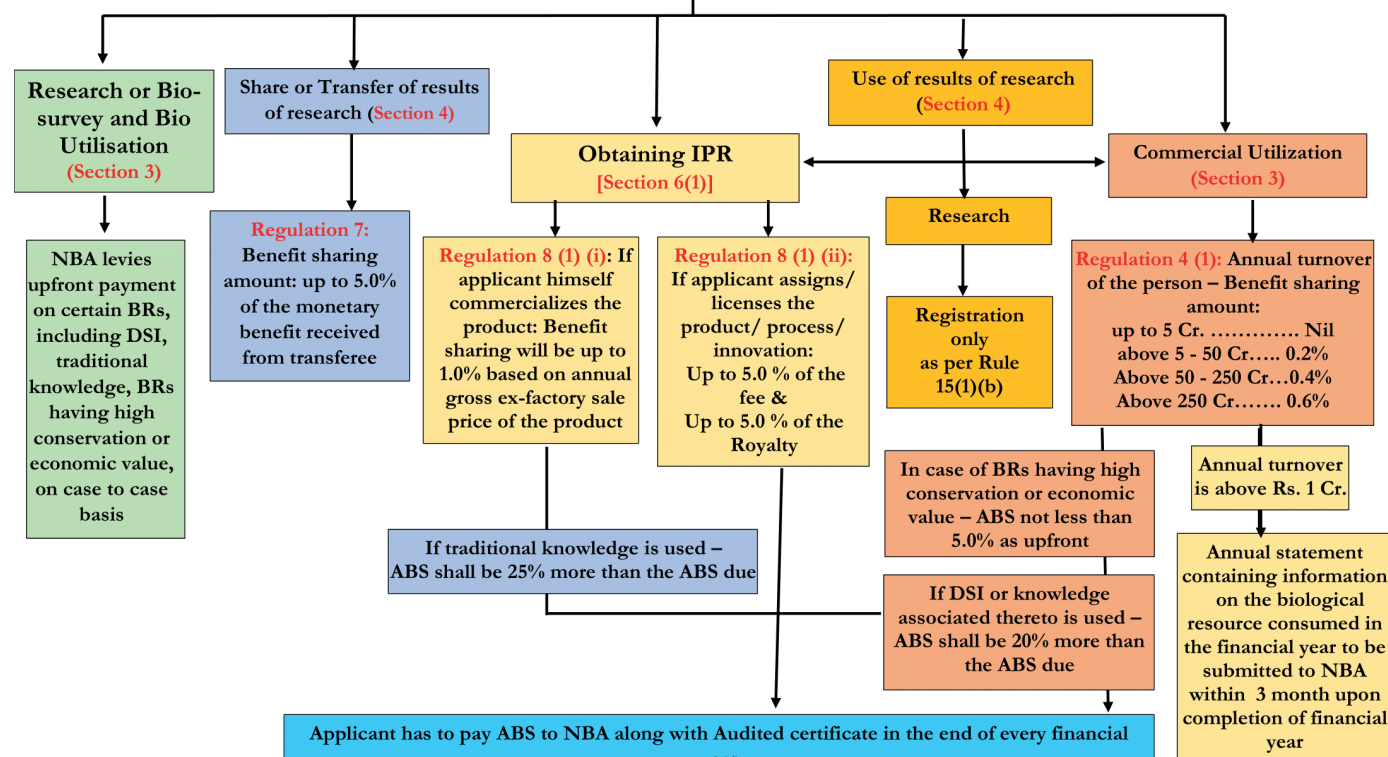 Research or Bio-
survey and Bio
Utilisation
(Section 3)
Share or Transfer of results
of research (Section 4)
Obtaining IPR
[Section 6(1)]
Use of results of research
(Section 4)
Commercial Utilization
(Section 3)
NBA levies
upfront payment
on certain BRs,
including DSI,
traditional
knowledge, BRs
having high
conservation or
economic value,
on case to case
basis
Regulation 7:
Benefit sharing
amount: up to 5.0%
of the monetary
benefit received
from transferee
Regulation 8 (1) (i): If
applicant himself
commercializes the
product: Benefit
sharing will be up to
1.0% based on annual
gross ex-factory sale
price of the product
Regulation 8 (1) (ii):
If applicant assigns/
licenses the
product/ process/
innovation:
Up to 5.0 % of the
fee &
Up to 5.0 % of the
Royalty
Research
Registration
only
as per Rule
15(1)(b)
Regulation 4 (1): Annual turnover
of the person – Benefit sharing
amount:
up to 5 Cr. …………. Nil
above 5 - 50 Cr….. 0.2%
Above 50 - 250 Cr…0.4%
Above 250 Cr……. 0.6%
If traditional knowledge is used –
ABS shall be 25% more than the ABS due
In case of BRs having high
conservation or economic
value – ABS not less than
5.0% as upfront
If DSI or knowledge
associated thereto is used –
ABS shall be 20% more than
the ABS due
Annual turnover
is above Rs. 1 Cr.
Annual statement
containing information
on the biological
resource consumed in
the financial year to be
submitted to NBA
within 3 month upon
completion of financial
year
Applicant has to pay ABS to NBA along with Audited certificate in the end of every financial